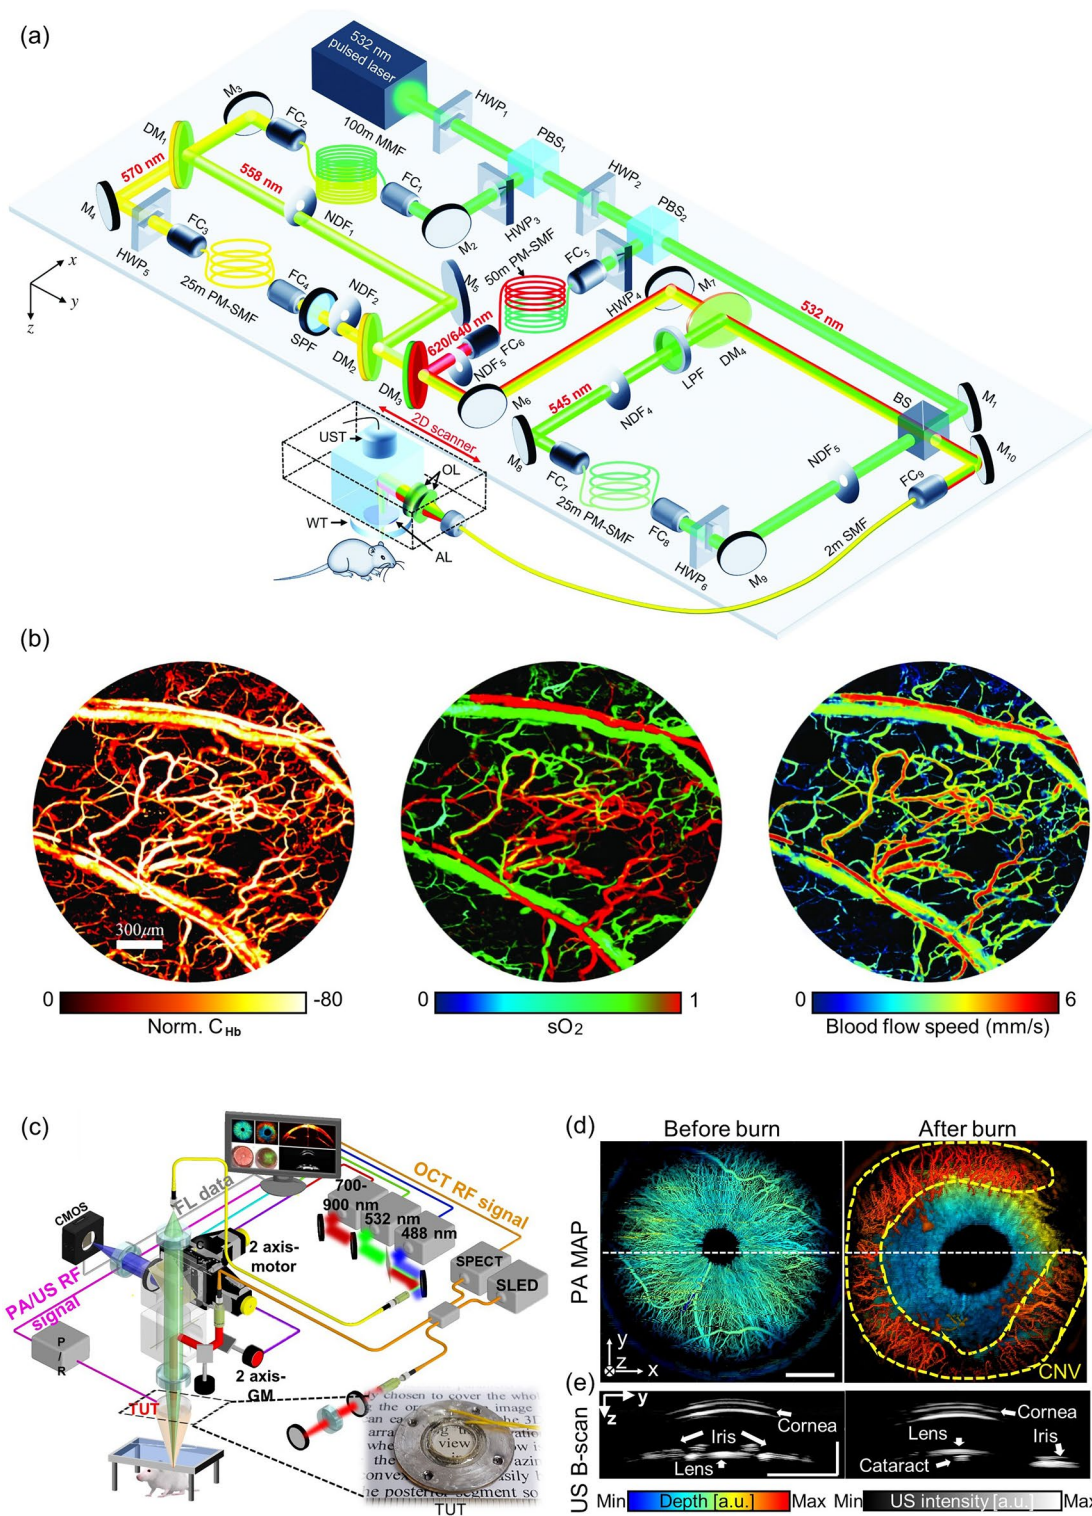 (a)
532 nm
pulsed laser
HWP1
PBS1
HWP2
PBS2
M3
FC2
DM1
100m MMF
570 nm
558 nm
FC1
M4
HWP5
FC3
NDF1
M2
HWP3
50m PM-SMF
FC5
M5
HWP4
M7
25m PM-SMF
FC4
NDF2
SPF
DM2
620/640 nm
FC6
NDF5
DM3
M6
532 nm
DM4
LPF
BS
M1
M10
545 nm
NDF4
M8
FC7
25m PM-SMF
FC8
HWP6
M9
NDF5
FC9
2m SMF
x
y
z
2D scanner
UST
OL
WT
AL
(b)
300μm
0 -80
Norm. CHb
0 1
sO2
0 6
Blood flow speed (mm/s)
(c)
FL data
OCT RF signal
700-
900 nm
532 nm
488 nm
CMOS
2 axis-
motor
SPECT
SLED
PA/US RF
signal
P
/
R
2 axis-
GM
TUT
view
the posterior segment so
TUT
(d)
Before burn
After burn
PA MAP
y
z
x
CNV
(e)
US B-scan
y
z
Cornea
Iris
Lens
Cornea
Lens
Iris
Cataract
Min Depth [a.u.] Max
Min US intensity [a.u.] Max